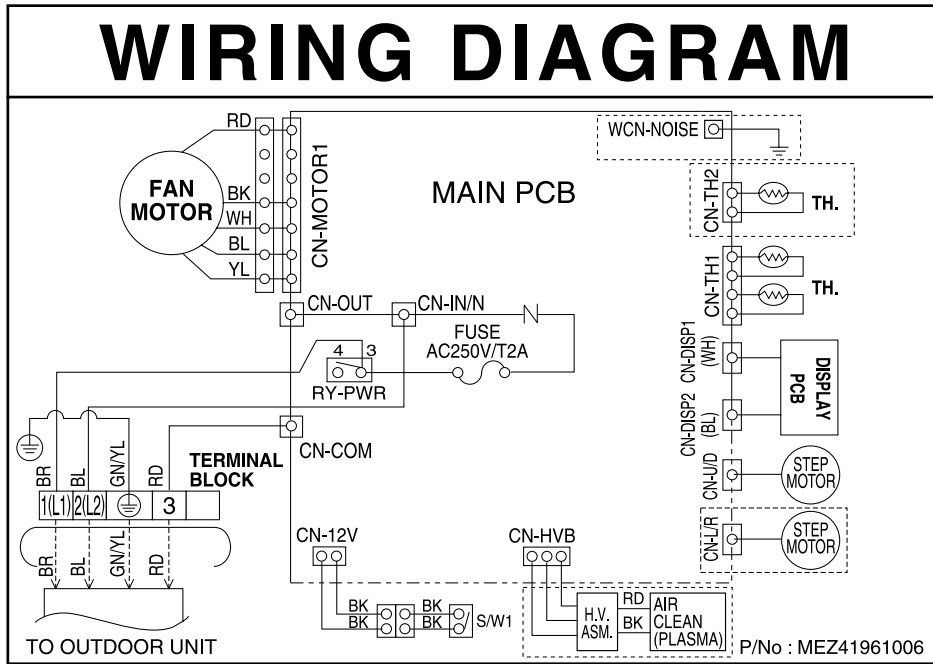 WIRING DIAGRAM
RD
BK
WH
BL
YL
FAN
MOTOR
CN-MOTOR1
MAIN PCB
WCN-NOISE
CN-TH2
TH.
CN-TH1
TH.
CN-OUT
CN-IN/N
N
FUSE
AC250V/T2A
4 3
RY-PWR
CN-DISP1
(WH)
CN-DISP2
(BL)
DISPLAY
PCB
CN-COM
TERMINAL
BLOCK
BR
BL
GN/YL
RD
1(L1)
2(L2)
3
BR
BL
GN/YL
RD
TO OUTDOOR UNIT
CN-U/D
STEP
MOTOR
CN-L/R
STEP
MOTOR
CN-12V
BK
BK
BK
BK
S/W1
CN-HVB
H.V.
ASM.
RD
BK
AIR
CLEAN
(PLASMA)
P/No : MEZ41961006